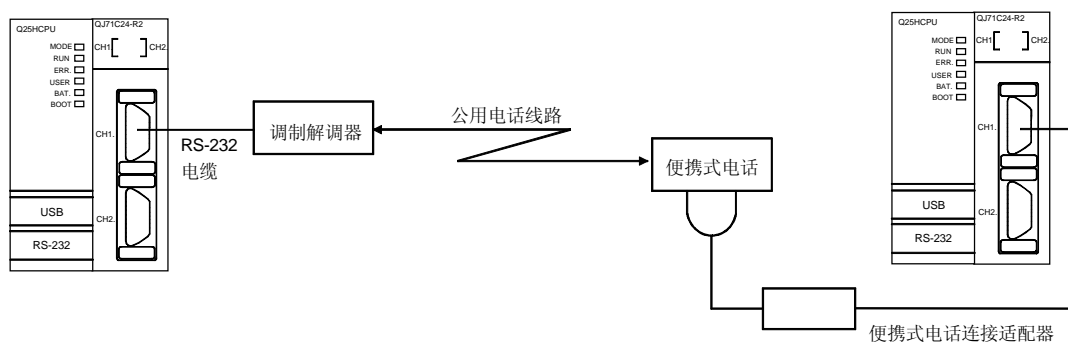 Q25HCPU
QJ71C24-R2
MODE
RUN
ERR.
USER
BAT.
BOOT
CH1.
CH2.
CH1.
CH2.
USB
RS-232
RS-232
电缆
调制解调器
公用电话线路
便携式电话
便携式电话连接适配器
Q25HCPU
QJ71C24-R2
MODE
RUN
ERR.
USER
BAT.
BOOT
CH1
CH2.
CH1.
CH2.
USB
RS-232